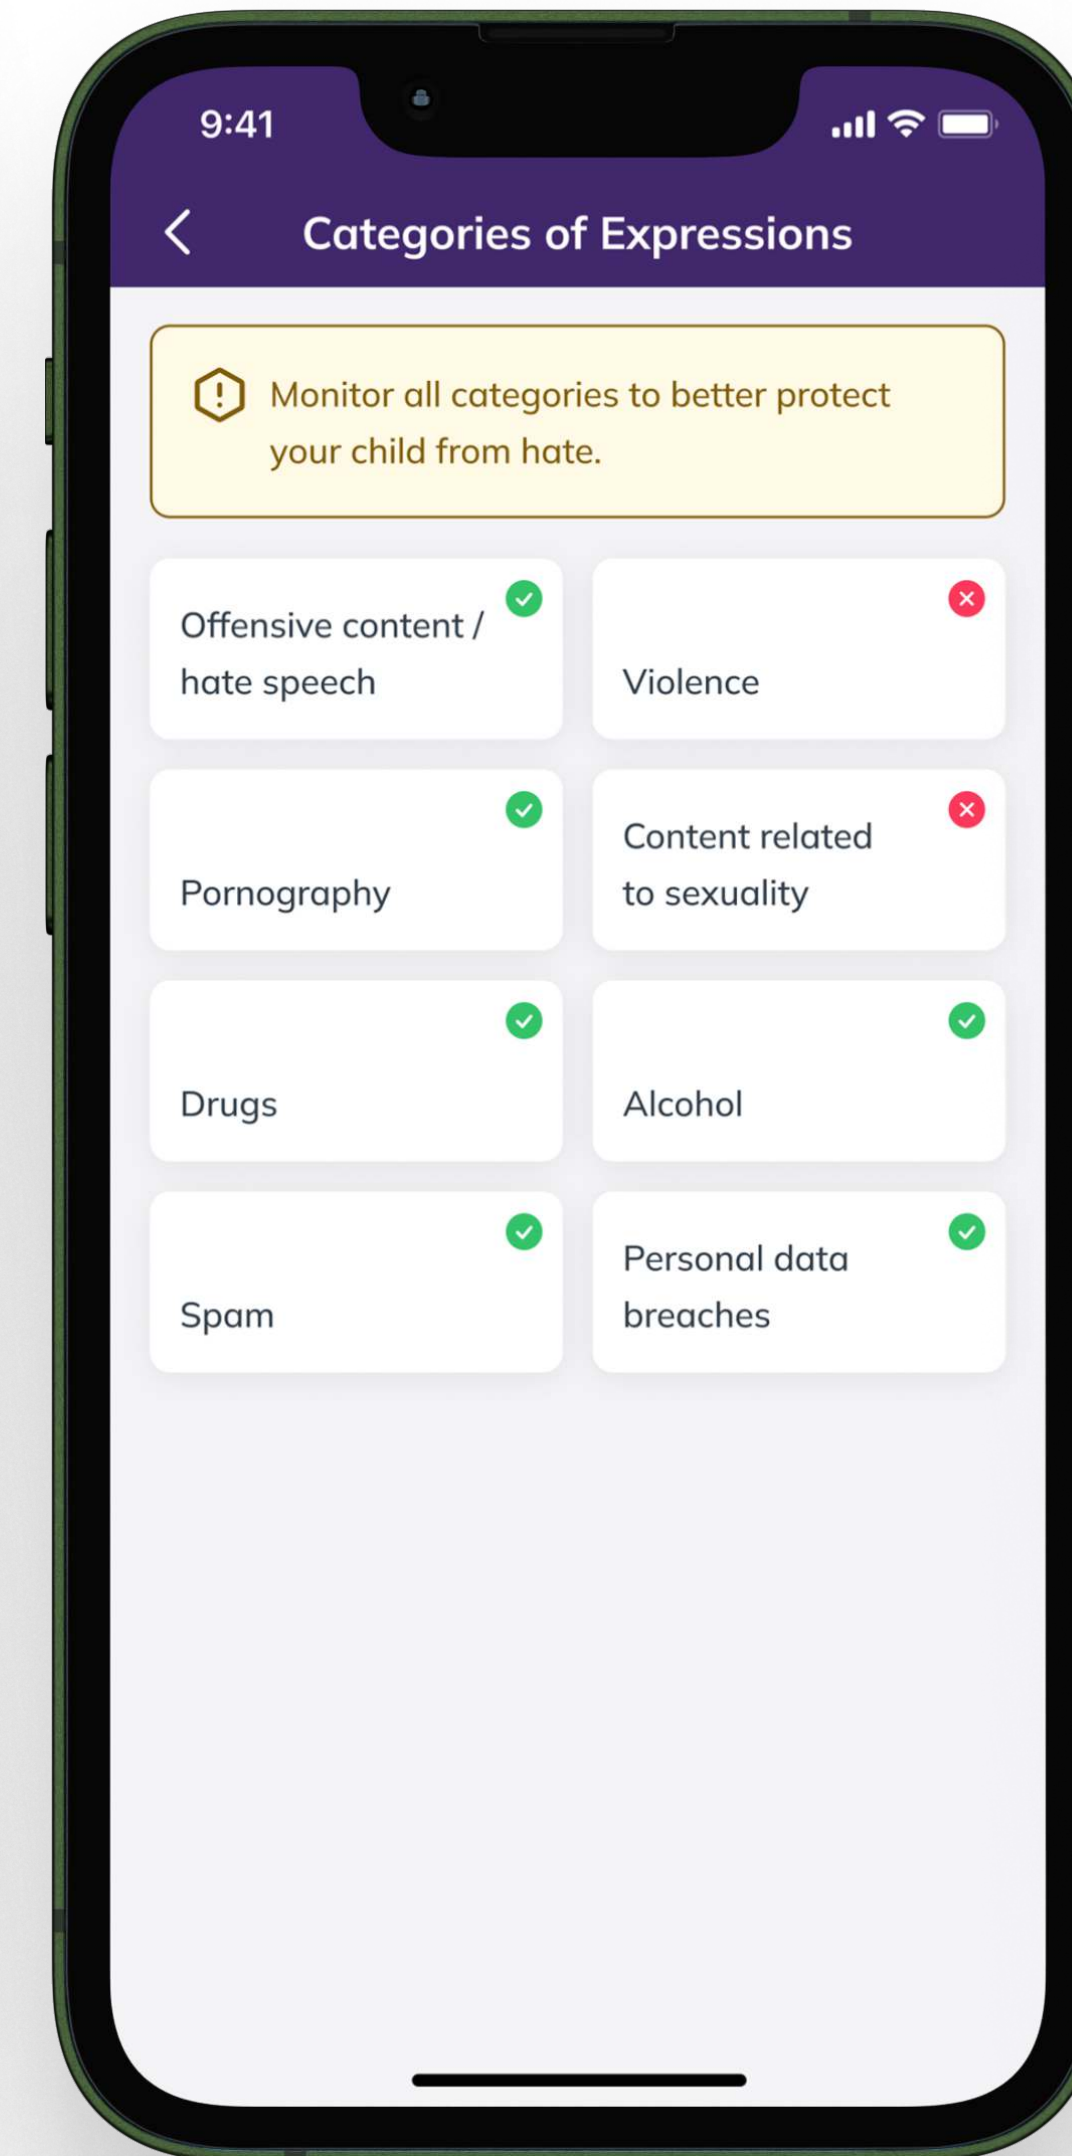 9:41
Categories of Expressions
Monitor all categories to better protect
your child from hate.
Offensive content /
hate speech
Violence
Pornography
Content related
to sexuality
Drugs
Alcohol
Spam
Personal data
breaches